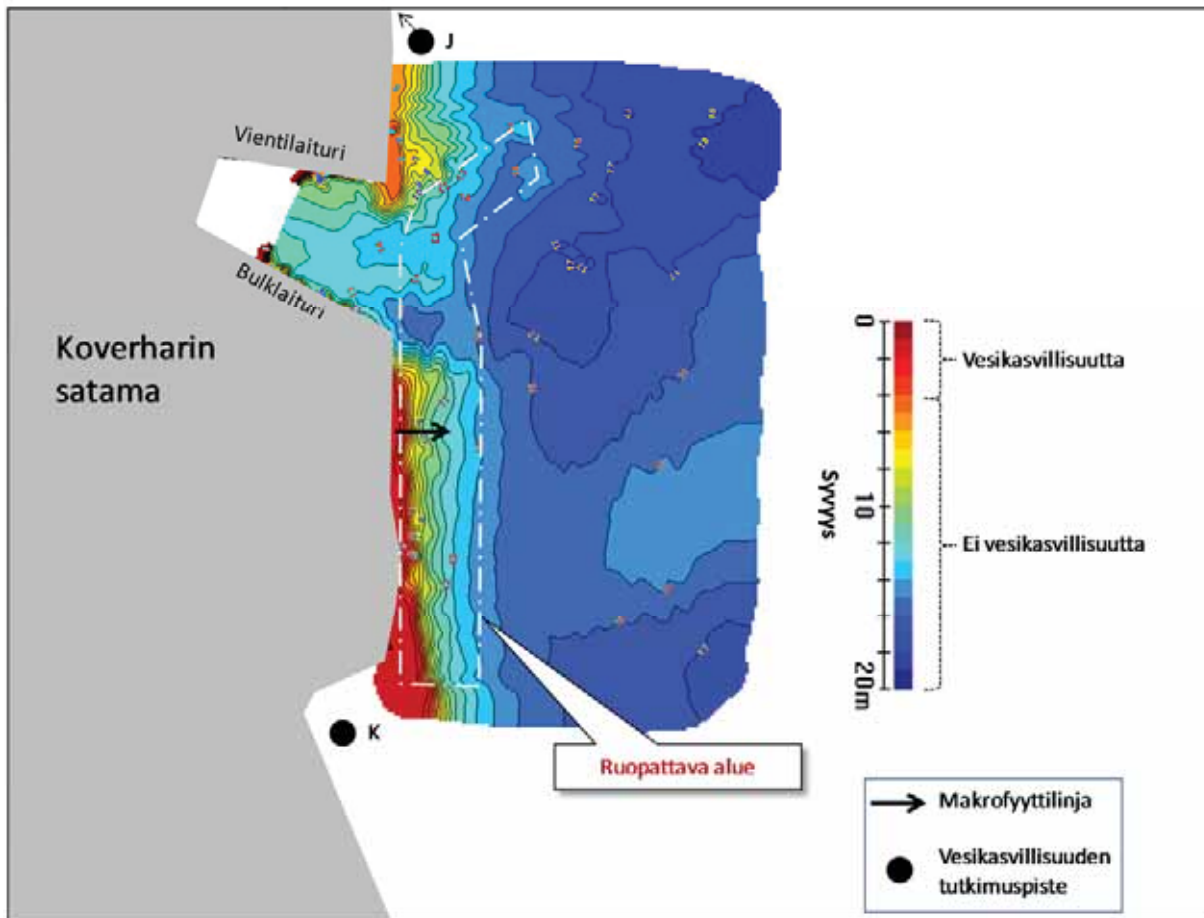 J
Vientilaituri
Bulklaituri
Koverharin
satama
0
10
20m
Syvyys
Vesikasvillisuutta
Ei vesikasvillisuutta
K
Ruopattava alue
Makrofyyttilinja
Vesikasvillisuuden
tutkimuspiste